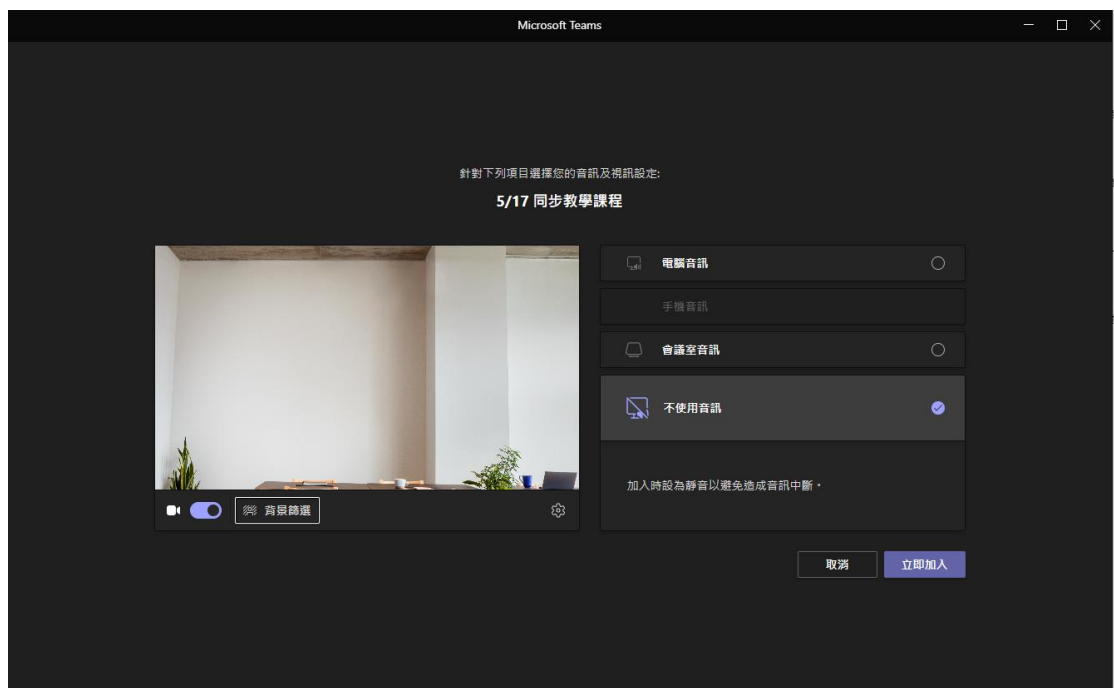 Microsoft Teams
針對下列項目選擇您的音訊及視訊設定:
5/17 同步教學課程
電腦音訊
手機音訊
會議室音訊
不使用音訊
加入時設為靜音以避免造成音訊中斷。
背景篩選
取消
立即加入